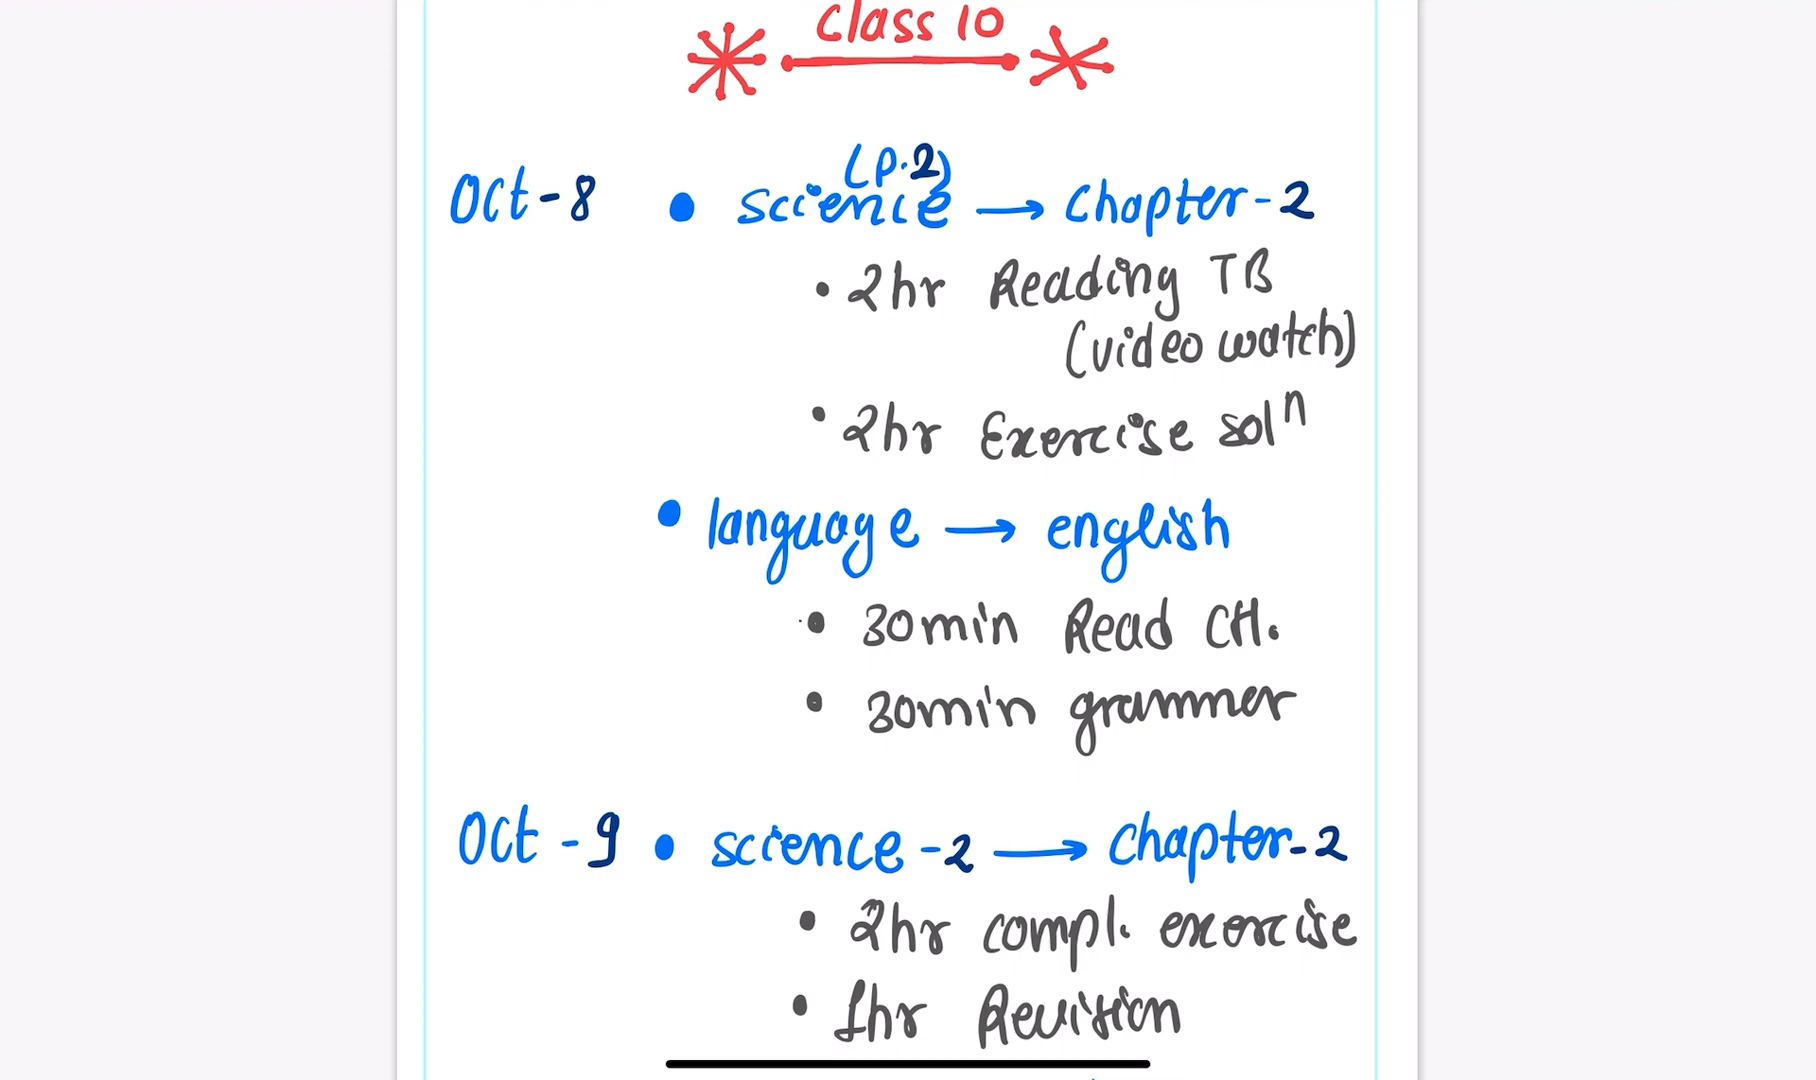 Class 10
(P.2)
Oct-8 • science → chapter-2
• 2hr Reading TB
(video watch)
• 2hr Exercise solⁿ
• language → english
• 30min Read CH.
• 30min grammer
Oct-9 • science-2 → chapter-2
• 2hr compl. exercise
• 1hr Revision